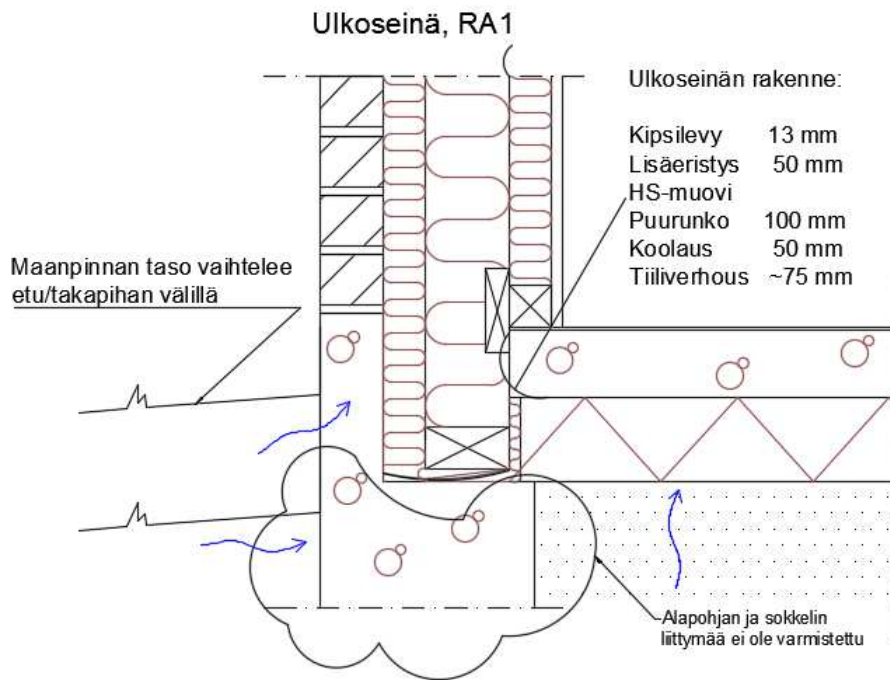 Ulkoseinä, RA1
Ulkoseinän rakenne:
Kipsilevy 13 mm
Lisäeristys 50 mm
HS-muovi
Puurunko 100 mm
Koolaus 50 mm
Tiiliverhous ~75 mm
Maanpinnan taso vaihtelee
etu/takapihan välillä
Alapohjan ja sokkelin
liittymää ei ole varmistettu